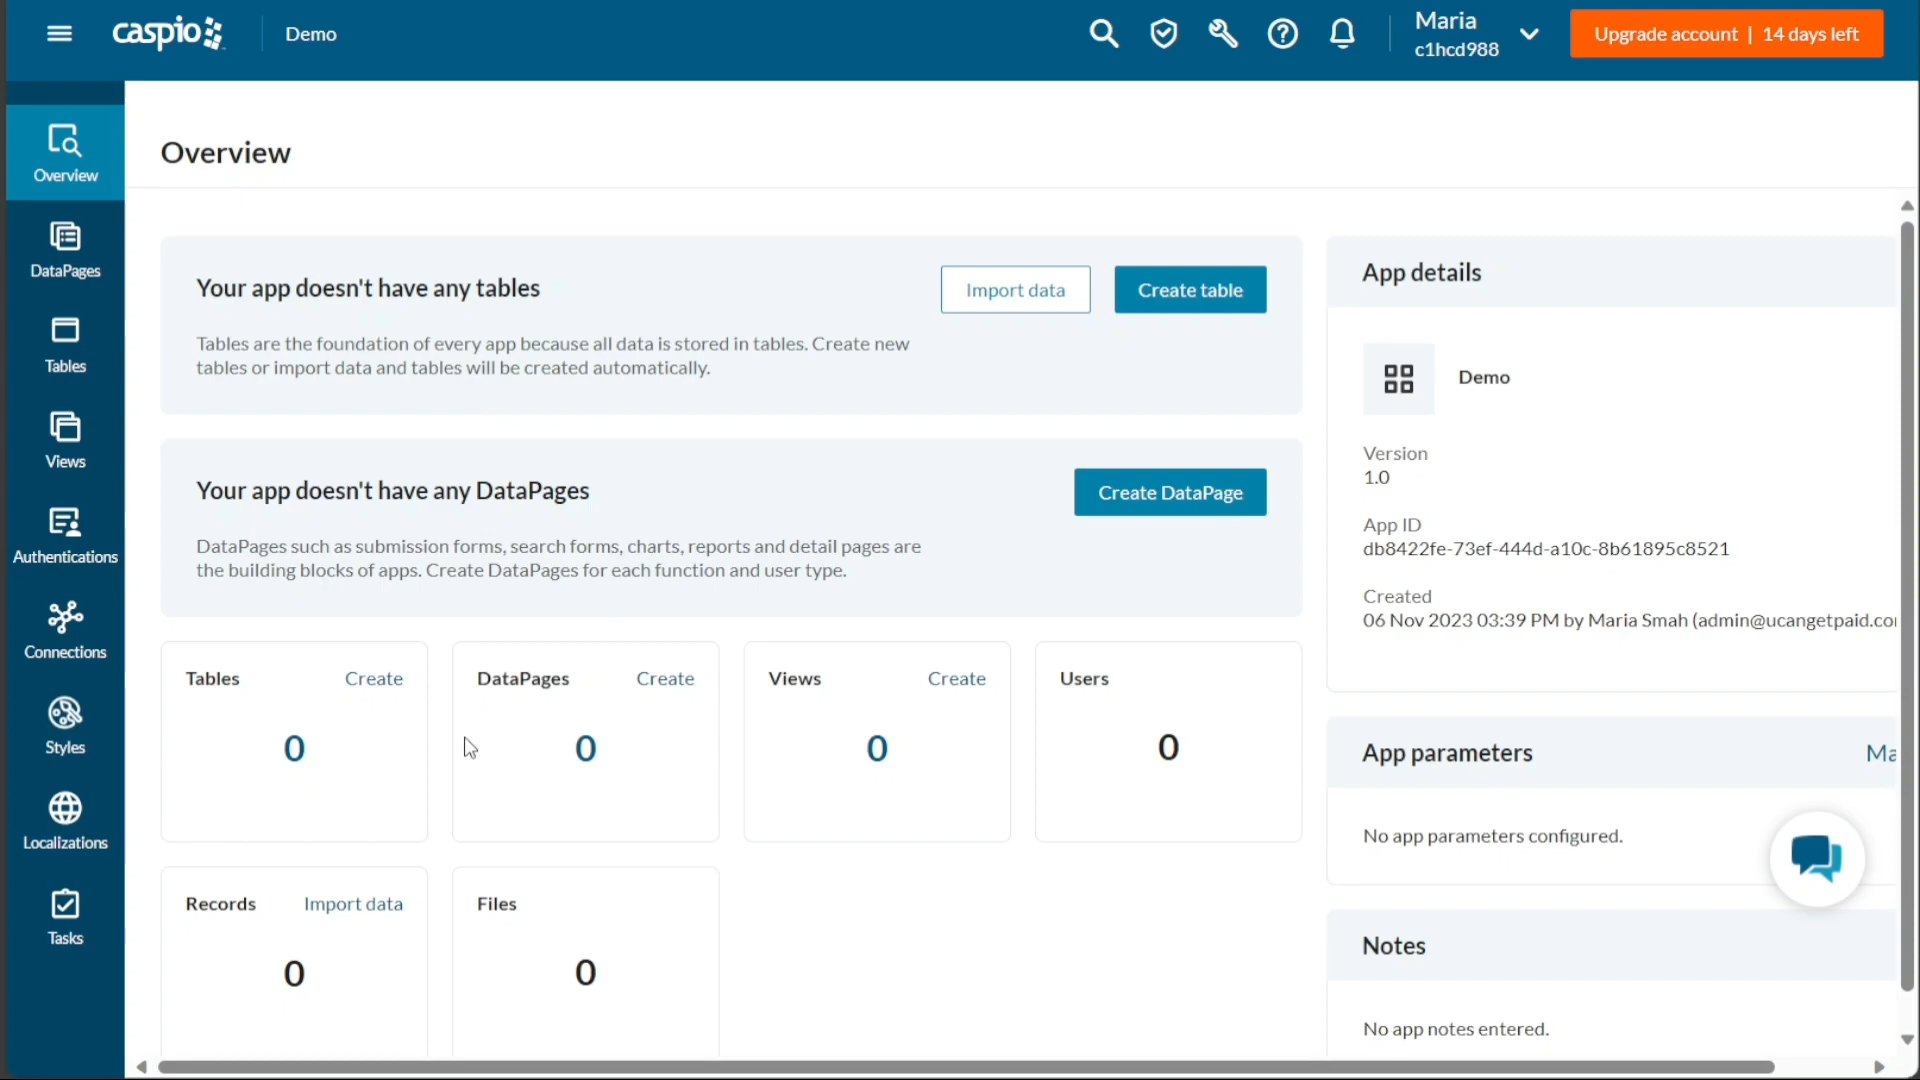 caspio
Demo
Maria
c1hcd988
Upgrade account | 14 days left
Overview
DataPages
Tables
Views
Authentications
Connections
Styles
Localizations
Tasks
Overview
Your app doesn't have any tables
Import data
Create table
Tables are the foundation of every app because all data is stored in tables. Create new
tables or import data and tables will be created automatically.
Your app doesn't have any DataPages
Create DataPage
DataPages such as submission forms, search forms, charts, reports and detail pages are
the building blocks of apps. Create DataPages for each function and user type.
Tables Create
0
DataPages Create
0
Views Create
0
Users
0
Records Import data
0
Files
0
App details
Demo
Version
1.0
App ID
db8422fe-73ef-444d-a10c-8b61895c8521
Created
06 Nov 2023 03:39 PM by Maria Smah (admin@ucangetpaid.co
App parameters Ma
No app parameters configured.
Notes
No app notes entered.